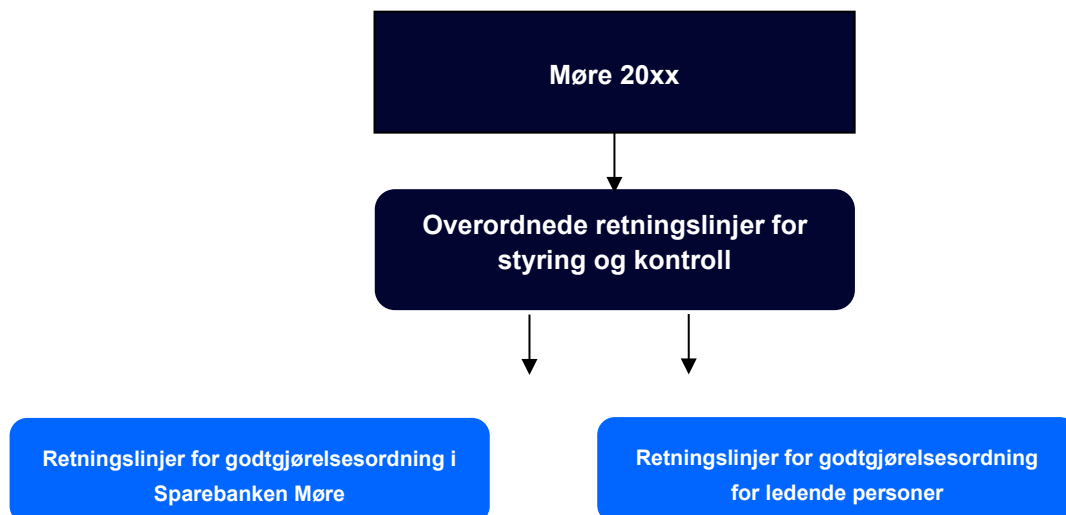 Møre 20xx
Overordnede retningslinjer for
styring og kontroll
Retningslinjer for godtgjørelsesordning i
Sparebanken Møre
Retningslinjer for godtgjørelsesordning
for ledende personer